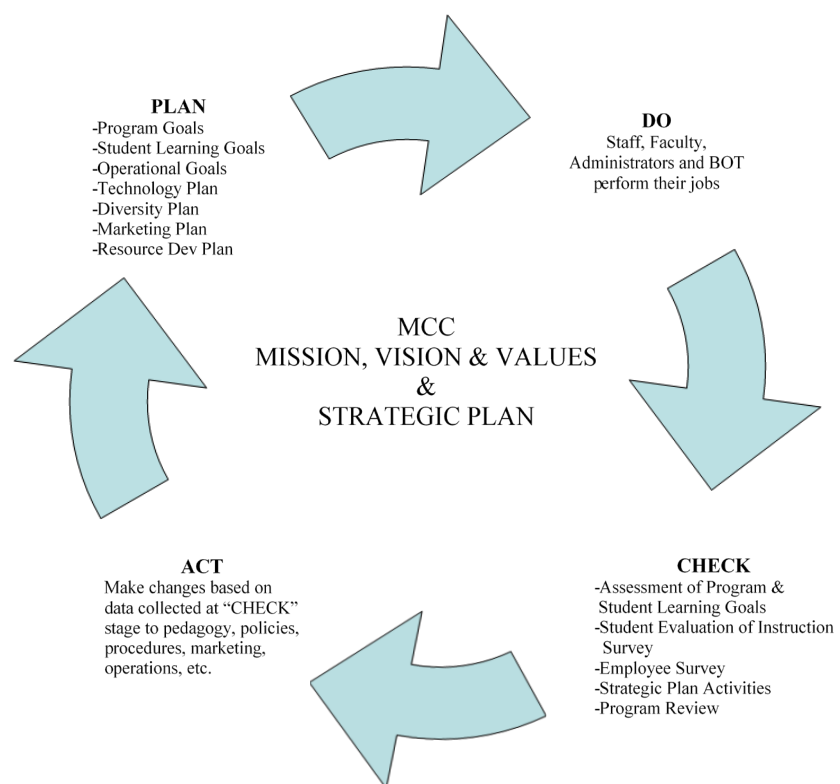 PLAN
-Program Goals
-Student Learning Goals
-Operational Goals
-Technology Plan
-Diversity Plan
-Marketing Plan
-Resource Dev Plan
DO
Staff, Faculty,
Administrators and BOT
perform their jobs
MCC
MISSION, VISION & VALUES
&
STRATEGIC PLAN
CHECK
-Assessment of Program &
Student Learning Goals
-Student Evaluation of Instruction
Survey
-Employee Survey
-Strategic Plan Activities
-Program Review
ACT
Make changes based on
data collected at “CHECK”
stage to pedagogy, policies,
procedures, marketing,
operations, etc.